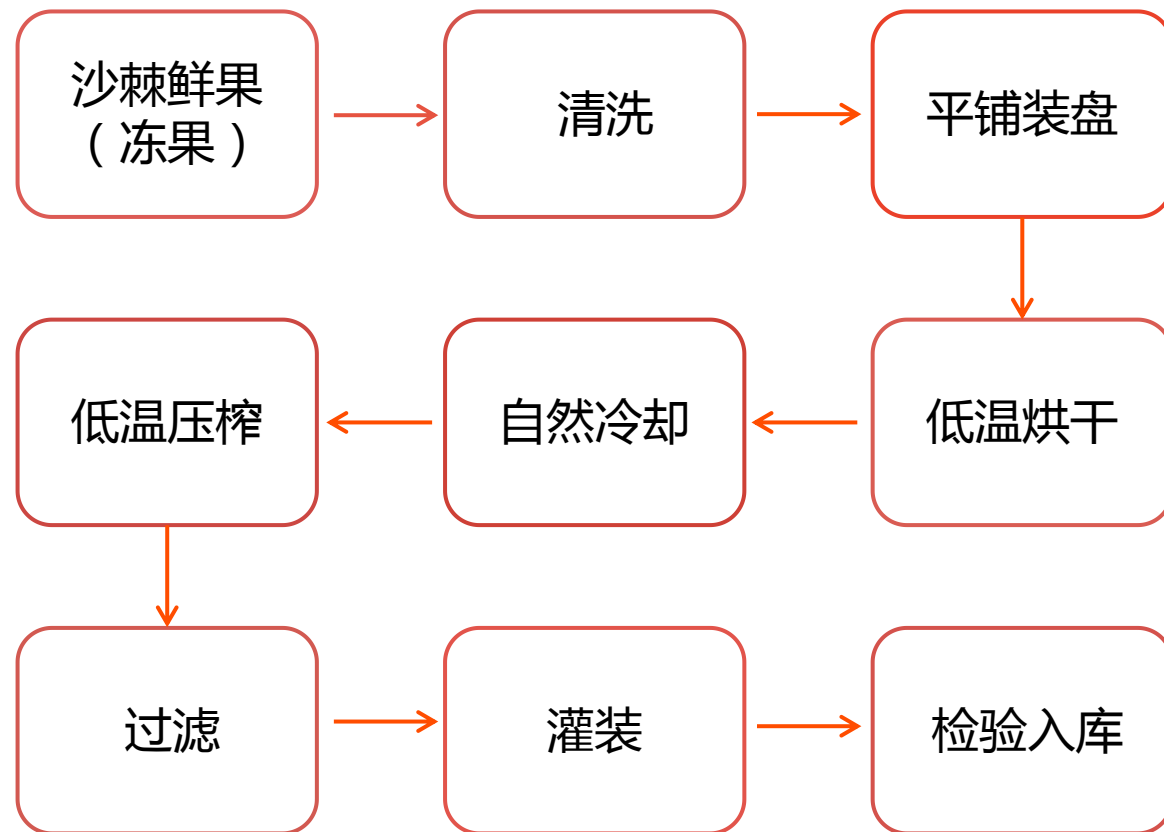 沙棘鲜果
（冻果）
清洗
平铺装盘
低温烘干
自然冷却
低温压榨
过滤
灌装
检验入库